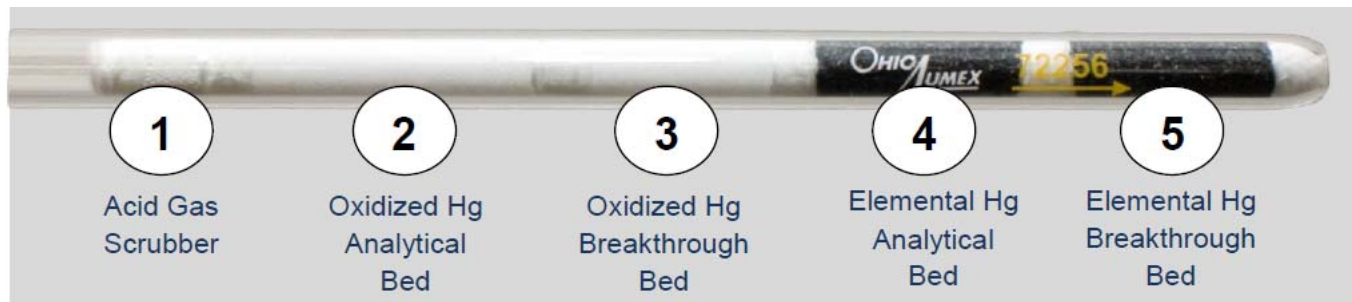 OHIO LUMEX 72256
1
2
3
4
5
Acid Gas
Scrubber
Oxidized Hg
Analytical
Bed
Oxidized Hg
Breakthrough
Bed
Elemental Hg
Analytical
Bed
Elemental Hg
Breakthrough
Bed